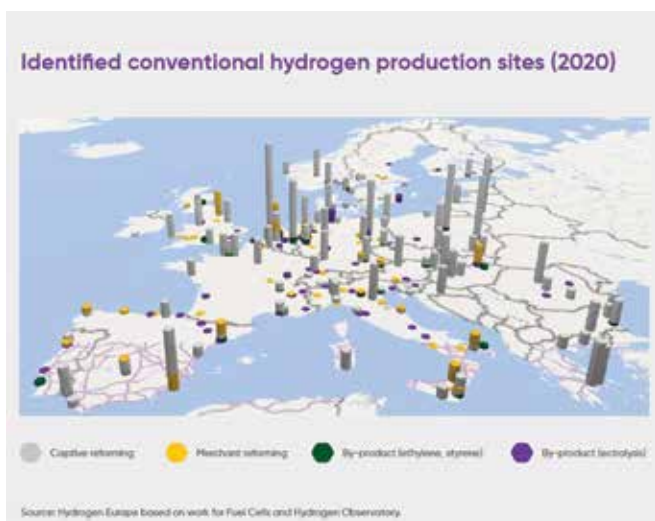 Identified conventional hydrogen production sites (2020)
Captive reforming
Merchant reforming
By-product (ethylene, styrene)
By-product (ectrolysis)
Source: Hydrogen Europe based on work for Fuel Cells and Hydrogen Observatory.